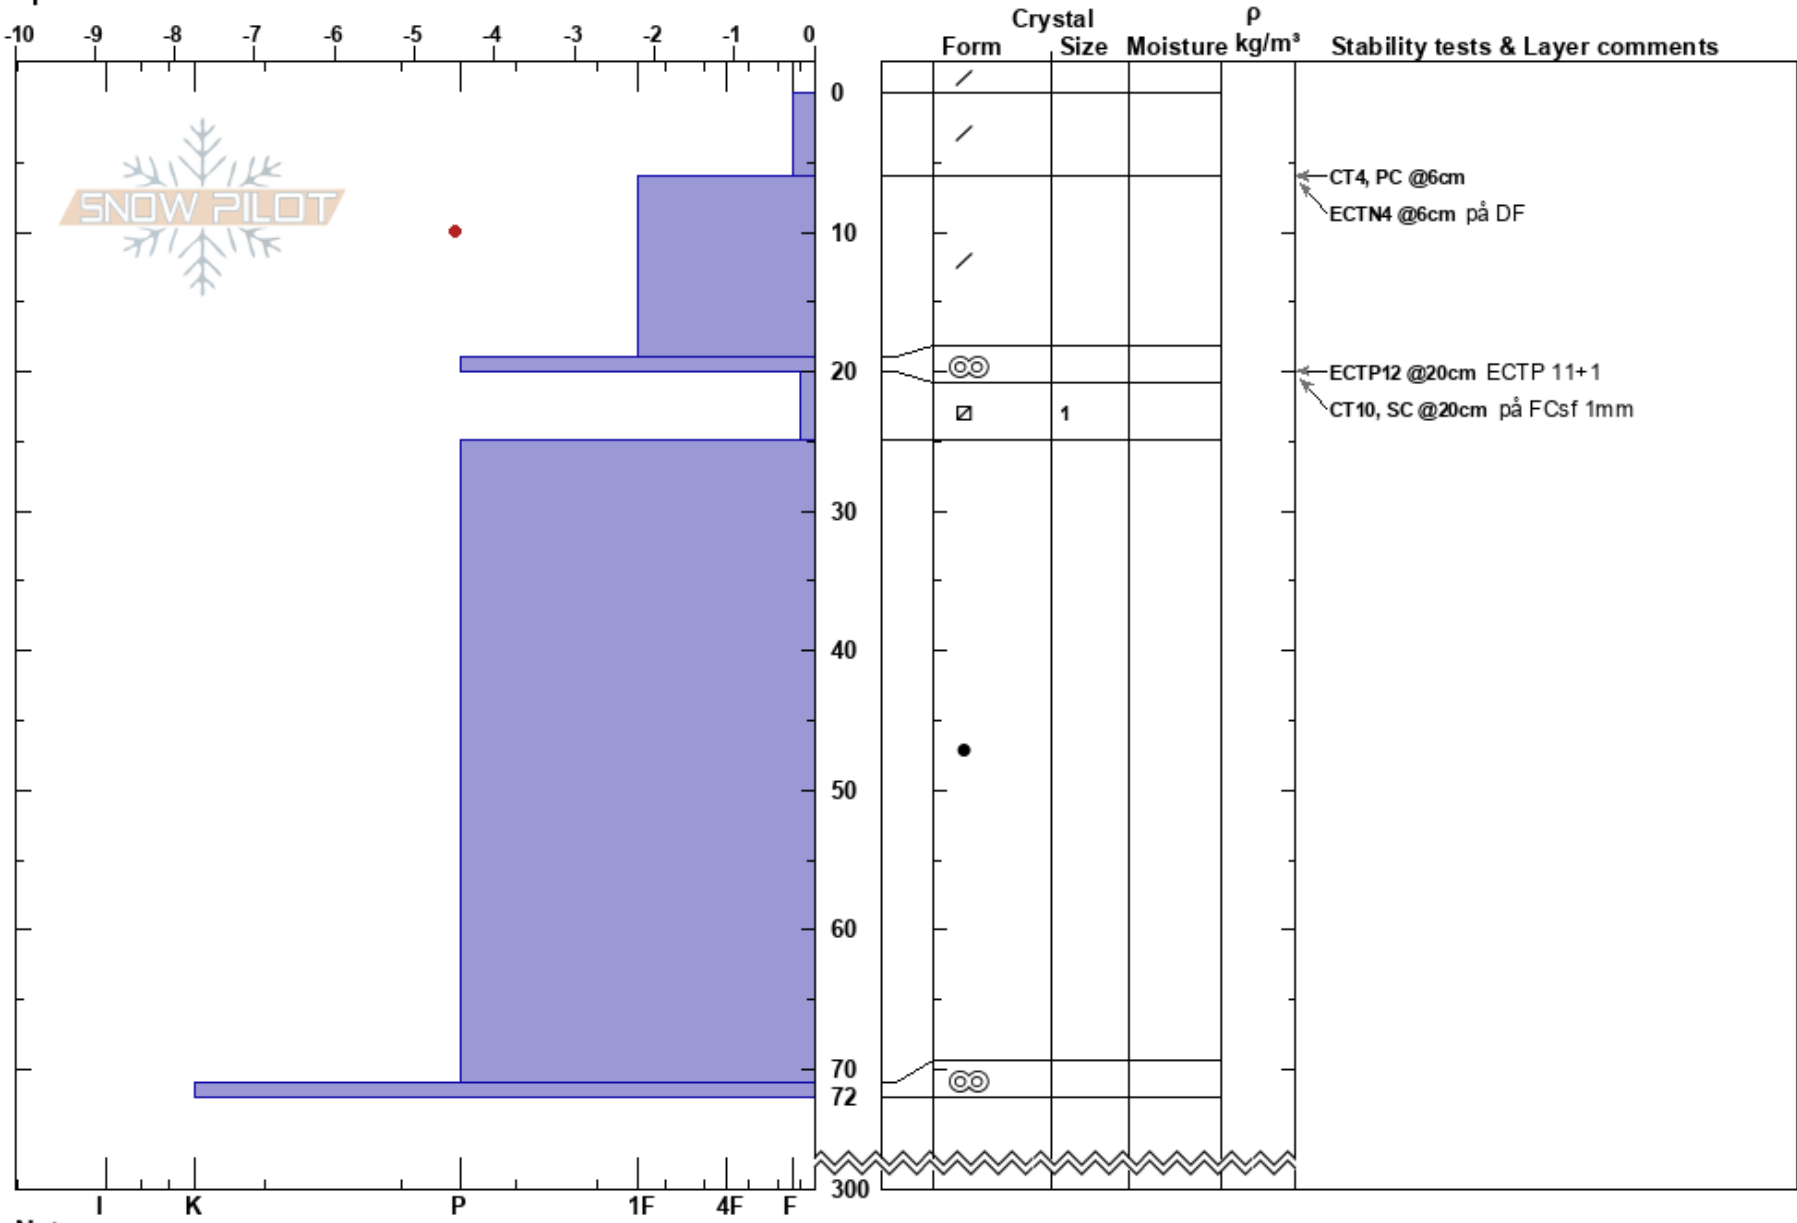 Crystal
ρ
-10 -9 -8 -7 -6 -5 -4 -3 -2 -1 0
Form Size Moisture kg/m³ Stability tests & Layer comments
0
SNOW PILOT
CT4, PC @6cm
ECTN4 @6cm på DF
10
20
ECTP12 @20cm ECTP 11+1
CT10, SC @20cm på FCsf 1mm
1
30
40
50
60
70
72
300
I K P 1F 4F F